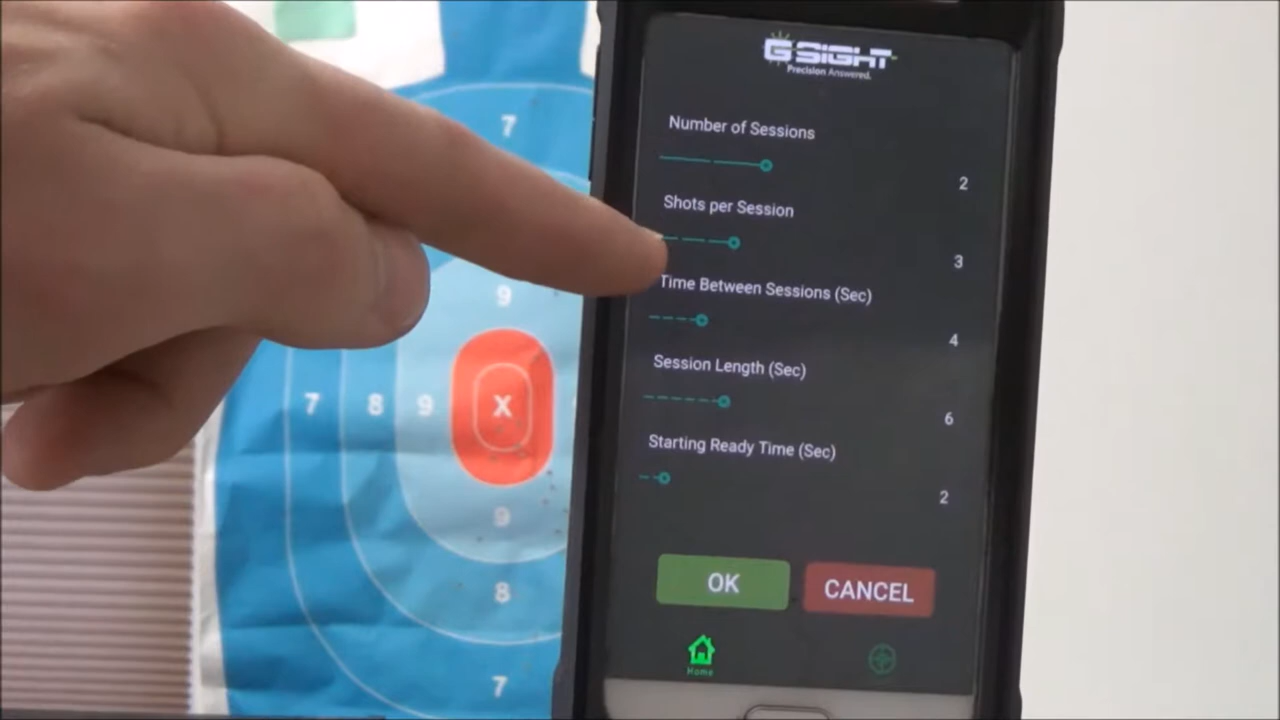 G-SIGHT
Precision Answered.
Number of Sessions
2
Shots per Session
3
Time Between Sessions (Sec)
4
Session Length (Sec)
6
Starting Ready Time (Sec)
2
OK
CANCEL
Home
7
9
7 8 9 X
9
8
7